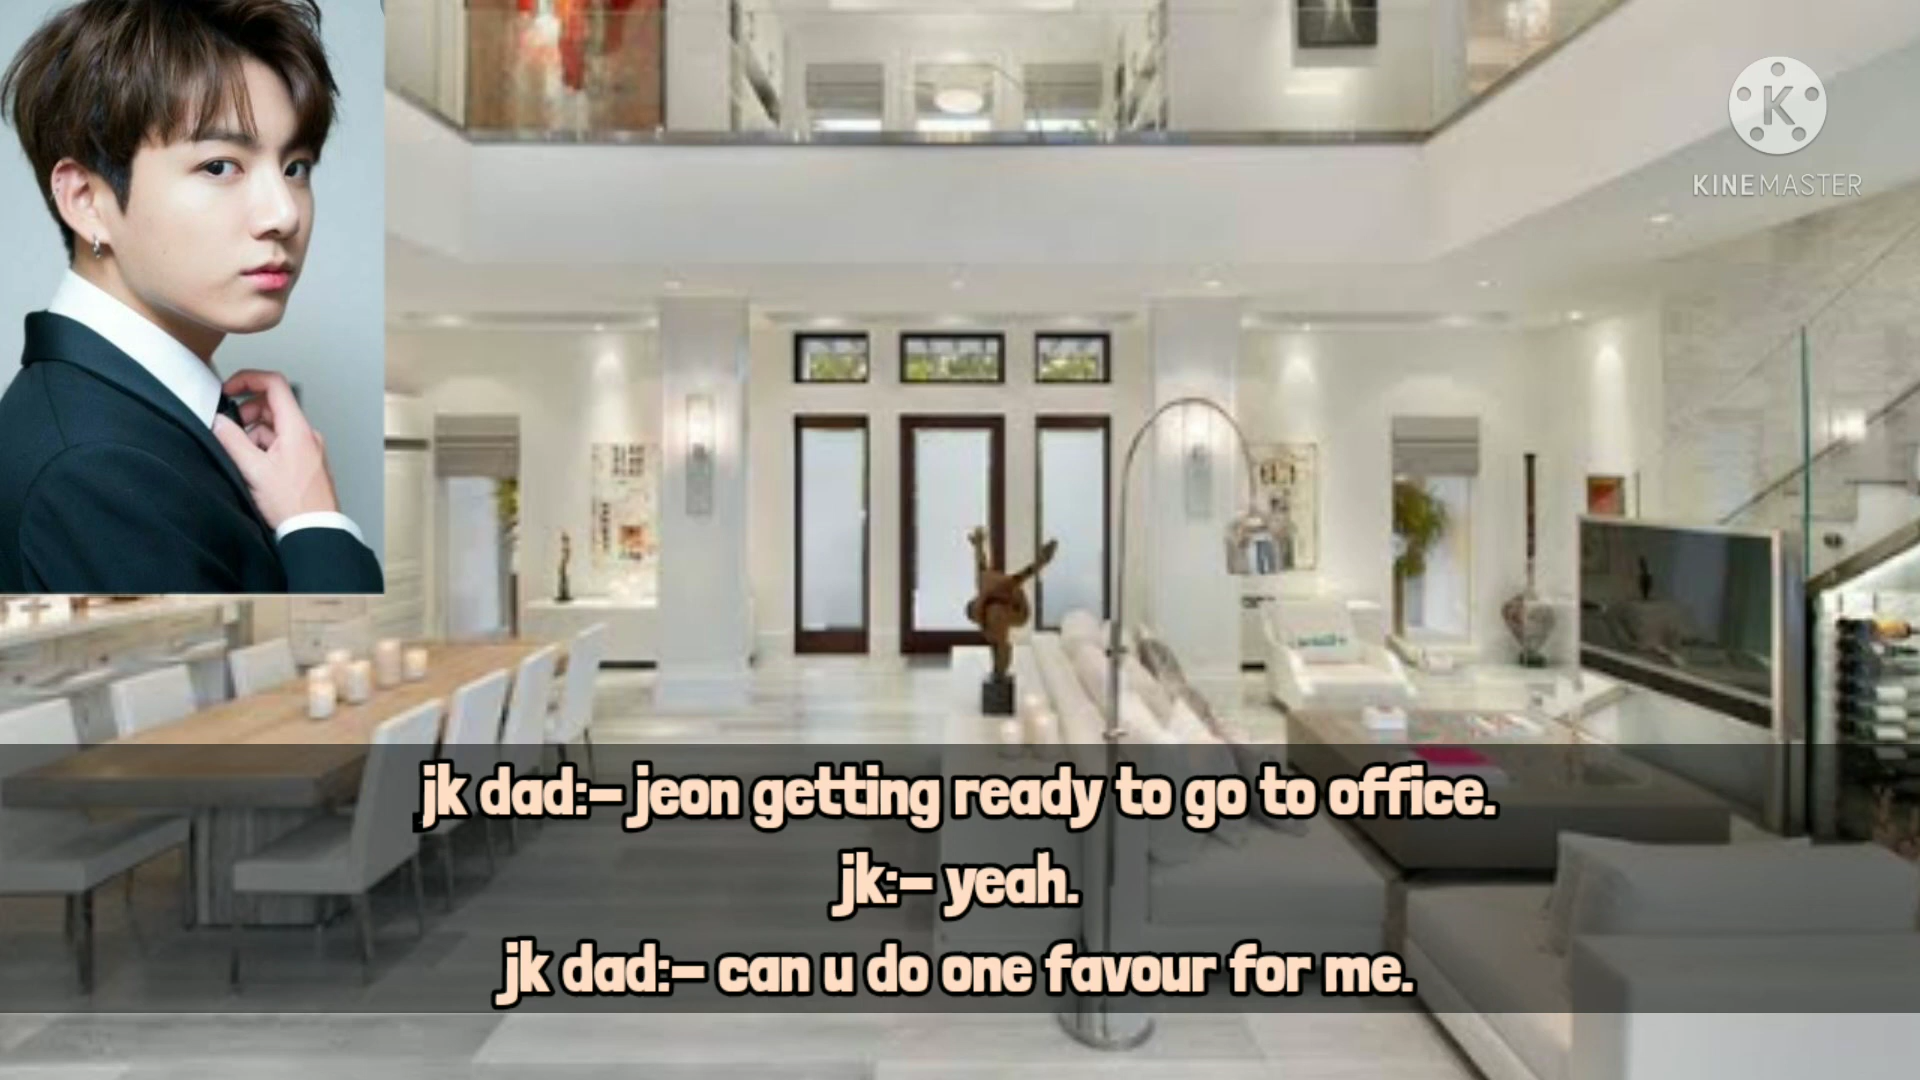 KINEMASTER
jk dad:– jeon getting ready to go to office.
jk:– yeah.
jk dad:– can u do one favour for me.